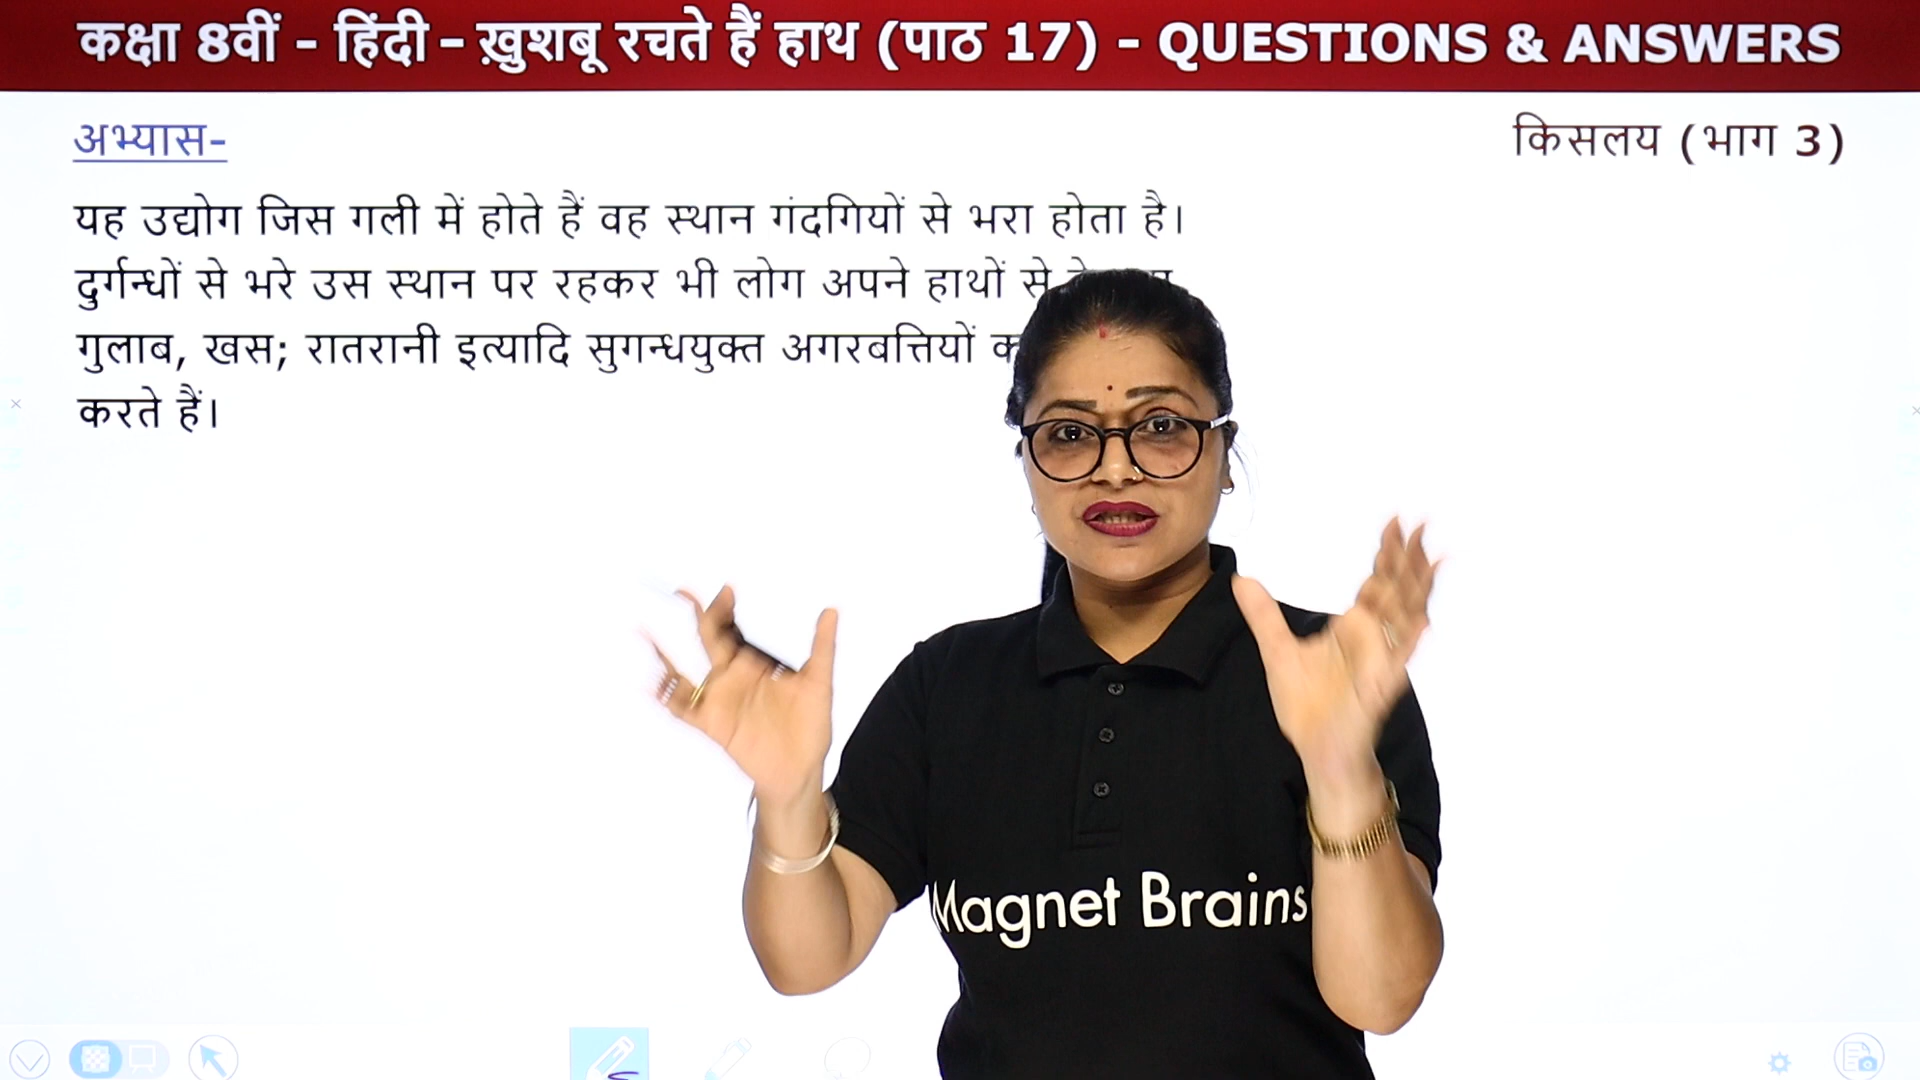 कक्षा 8वीं - हिंदी - ख़ुशबू रचते हैं हाथ (पाठ 17) - QUESTIONS & ANSWERS
अभ्यास-
किसलय (भाग 3)
यह उद्योग जिस गली में होते हैं वह स्थान गंदगियों से भरा होता है।
दुर्गन्धों से भरे उस स्थान पर रहकर भी लोग अपने हाथों से
गुलाब, खस; रातरानी इत्यादि सुगन्धयुक्त अगरबत्तियों
करते हैं।
Magnet Brains